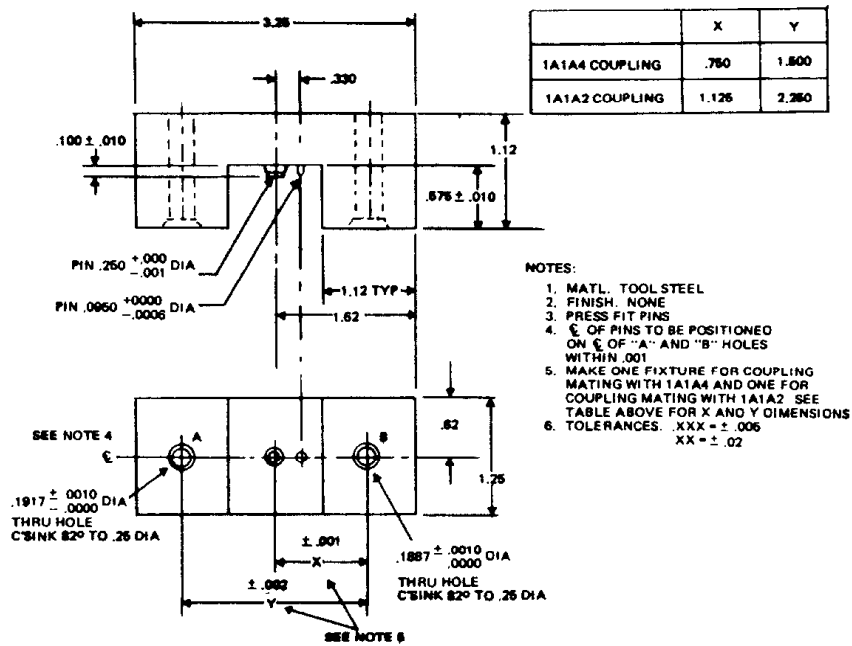 3.25
.330
X Y
1A1A4 COUPLING .750 1.500
1A1A2 COUPLING 1.125 2.250
.100 ± .010
1.12
.575 ± .010
PIN .250 +.000 -.001 DIA
PIN .0950 +0000 -.0006 DIA
1.12 TYP
1.62
NOTES:
1. MATL. TOOL STEEL
2. FINISH. NONE
3. PRESS FIT PINS
4. ℄ OF PINS TO BE POSITIONED
ON ℄ OF "A" AND "B" HOLES
WITHIN .001
5. MAKE ONE FIXTURE FOR COUPLING
MATING WITH 1A1A4 AND ONE FOR
COUPLING MATING WITH 1A1A2 SEE
TABLE ABOVE FOR X AND Y DIMENSIONS
6. TOLERANCES. .XXX = ± .005
XX = ± .02
.62
SEE NOTE 4
A
B
℄
1.25
.1917 ± .0010 - .0000 DIA
THRU HOLE
C'SINK 82° TO .25 DIA
± .001
X
.1887 ± .0010 .0000 DIA
THRU HOLE
C'SINK 82° TO .25 DIA
± .002
Y
SEE NOTE 5